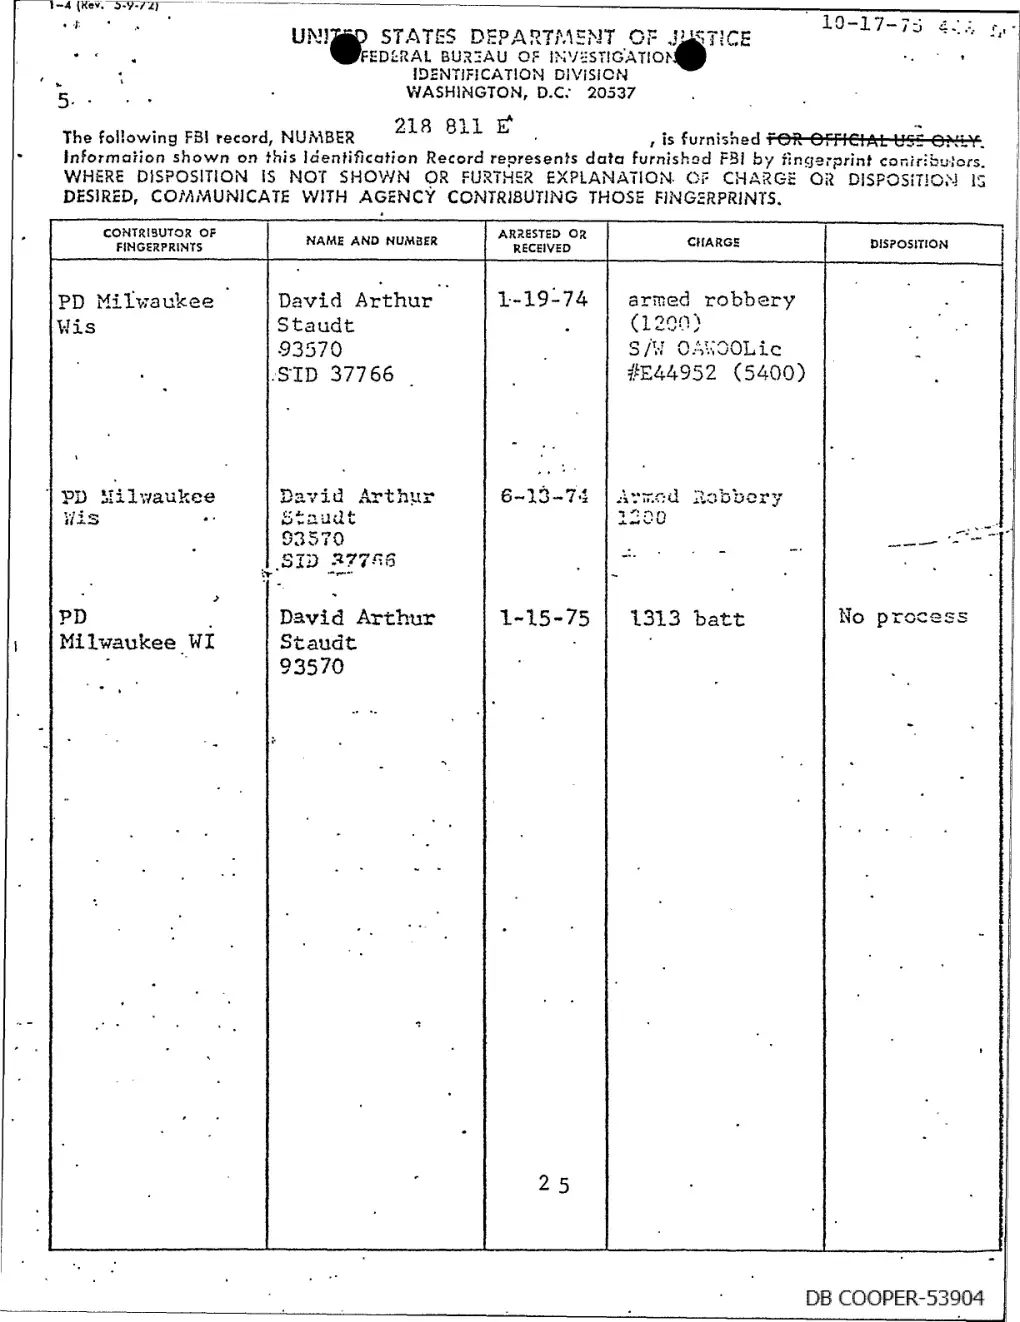 1-4 (Rev. 5-9-72)
10-17-75
UNITED STATES DEPARTMENT OF JUSTICE
FEDERAL BUREAU OF INVESTIGATION
IDENTIFICATION DIVISION
WASHINGTON, D.C. 20537
5
218 811 E
The following FBI record, NUMBER , is furnished FOR OFFICIAL USE ONLY.
Information shown on this Identification Record represents data furnished FBI by fingerprint contributors.
WHERE DISPOSITION IS NOT SHOWN OR FURTHER EXPLANATION OF CHARGE OR DISPOSITION IS
DESIRED, COMMUNICATE WITH AGENCY CONTRIBUTING THOSE FINGERPRINTS.
CONTRIBUTOR OF FINGERPRINTS NAME AND NUMBER ARRESTED OR RECEIVED CHARGE DISPOSITION
PD Milwaukee David Arthur 1-19-74 armed robbery
Wis Staudt (1200)
93570 S/W
SID 37766 #E44952 (5400)
PD Milwaukee David Arthur 6-13-74 Armed Robbery
Wis Staudt 1200
93570
SID 37766
PD David Arthur 1-15-75 1313 batt No process
Milwaukee WI Staudt
93570
2 5
DB COOPER-53904